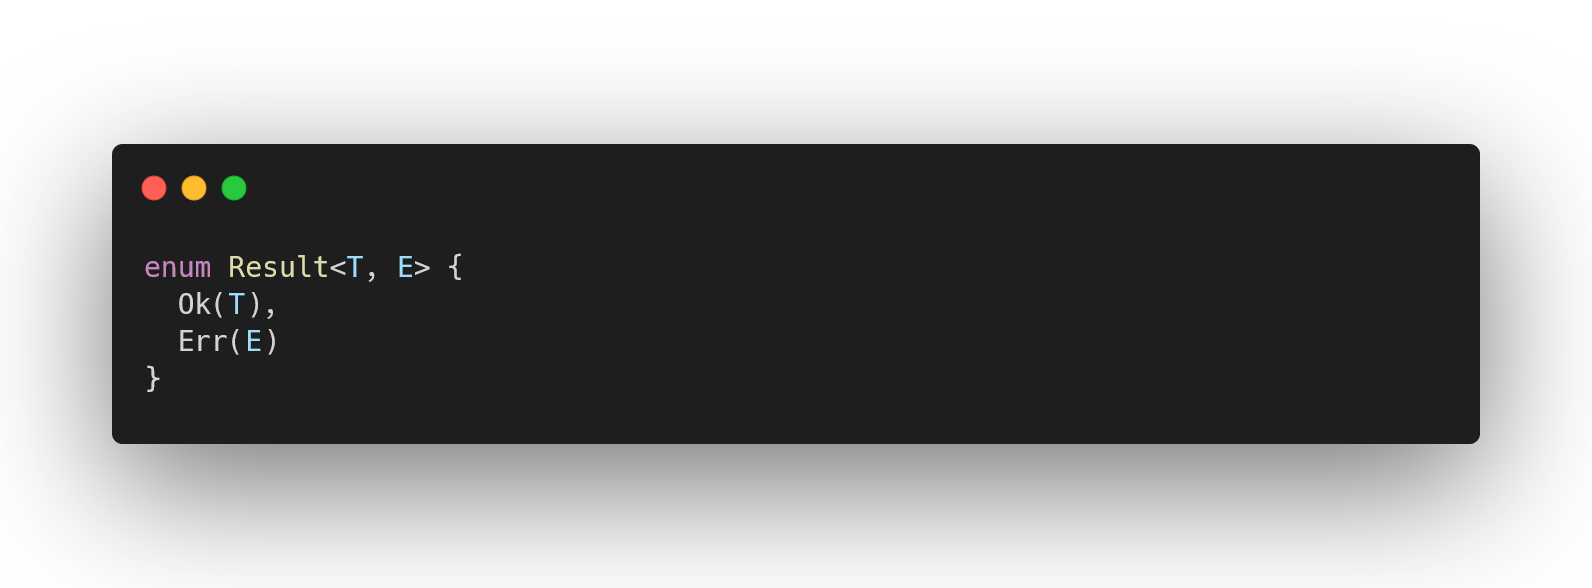 enum Result<T, E> {
  Ok(T),
  Err(E)
}